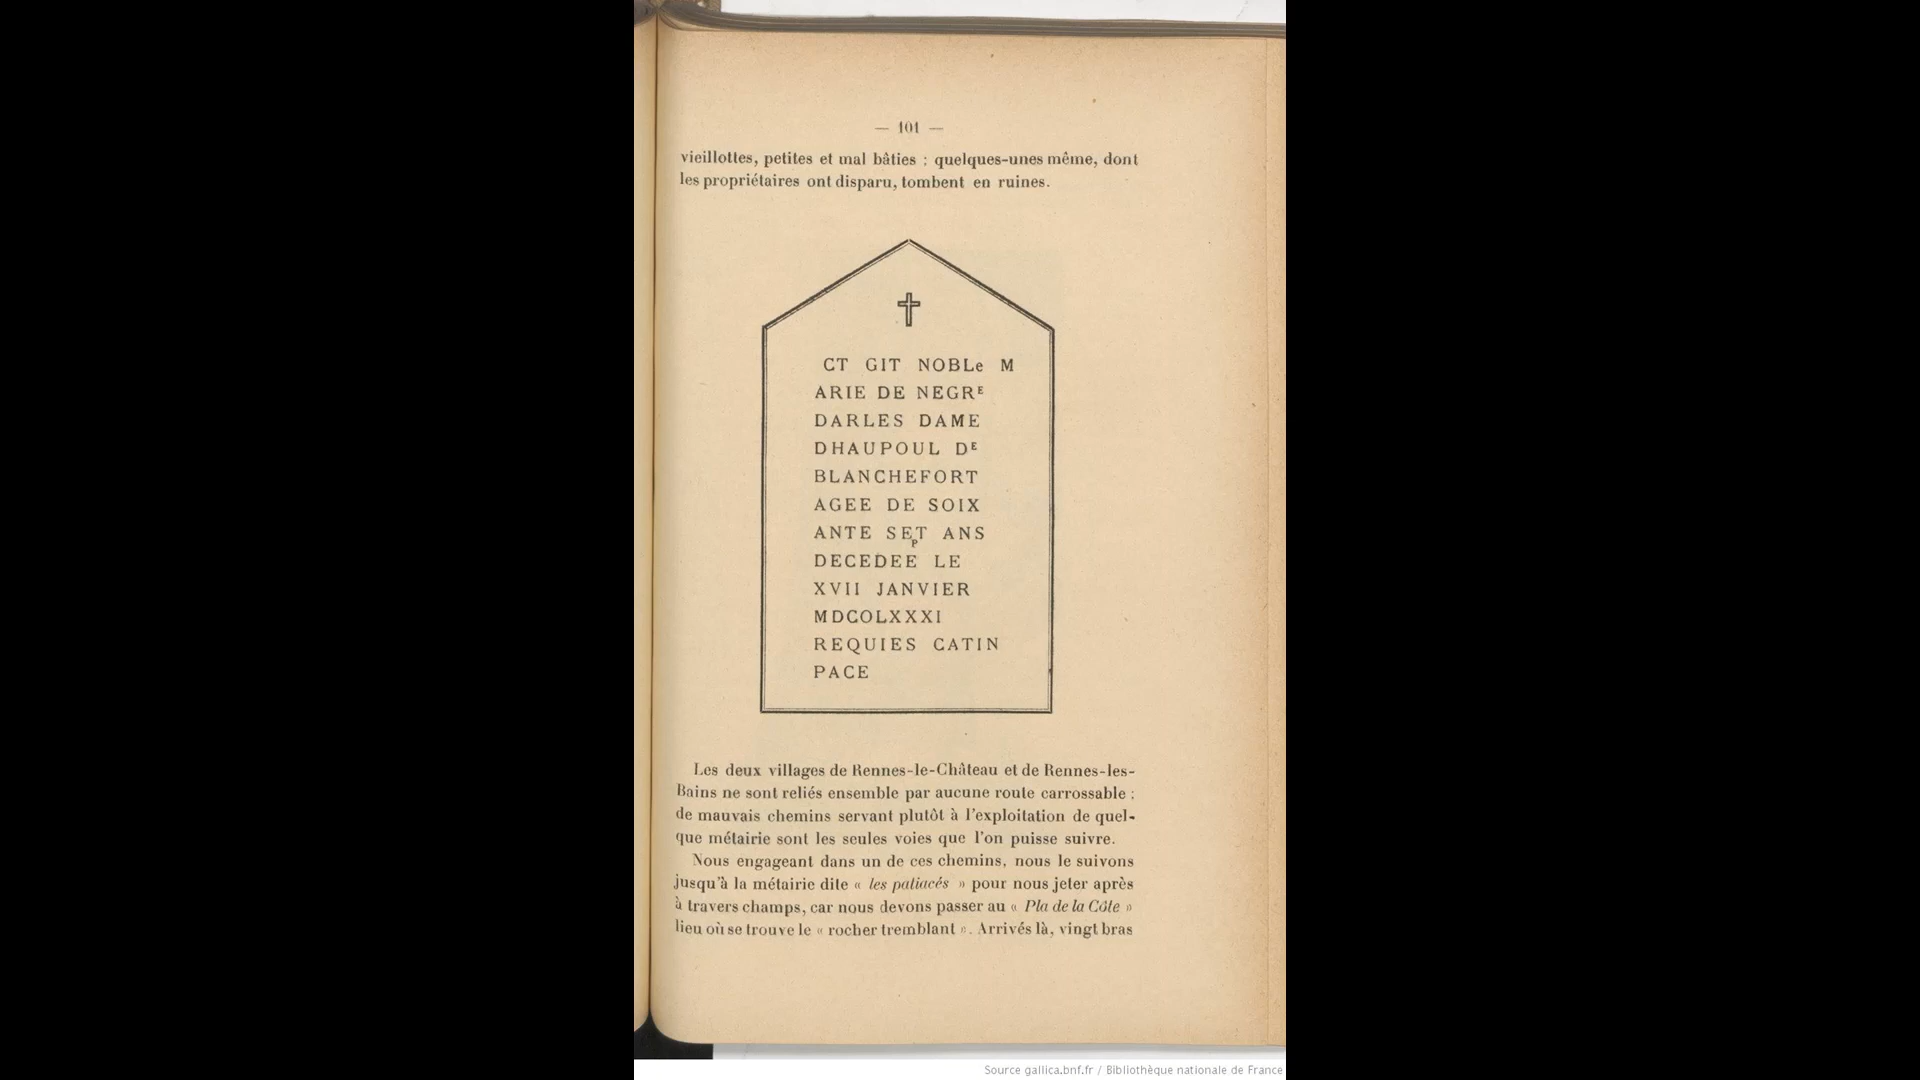 — 101 —
vieillottes, petites et mal bâties ; quelques-unes même, dont
les propriétaires ont disparu, tombent en ruines.
CT GIT NOBLe M
ARIE DE NEGRE
DARLES DAME
DHAUPOUL DE
BLANCHEFORT
AGEE DE SOIX
ANTE SEpT ANS
DECEDEE LE
XVII JANVIER
MDCOLXXXI
REQUIES CATIN
PACE
Les deux villages de Rennes-le-Château et de Rennes-les-
Bains ne sont reliés ensemble par aucune route carrossable ;
de mauvais chemins servant plutôt à l'exploitation de quel-
que métairie sont les seules voies que l'on puisse suivre.
Nous engageant dans un de ces chemins, nous le suivons
jusqu'à la métairie dite « les patiacés » pour nous jeter après
à travers champs, car nous devons passer au « Pla de la Côte »
lieu où se trouve le « rocher tremblant ». Arrivés là, vingt bras
Source gallica.bnf.fr / Bibliothèque nationale de France